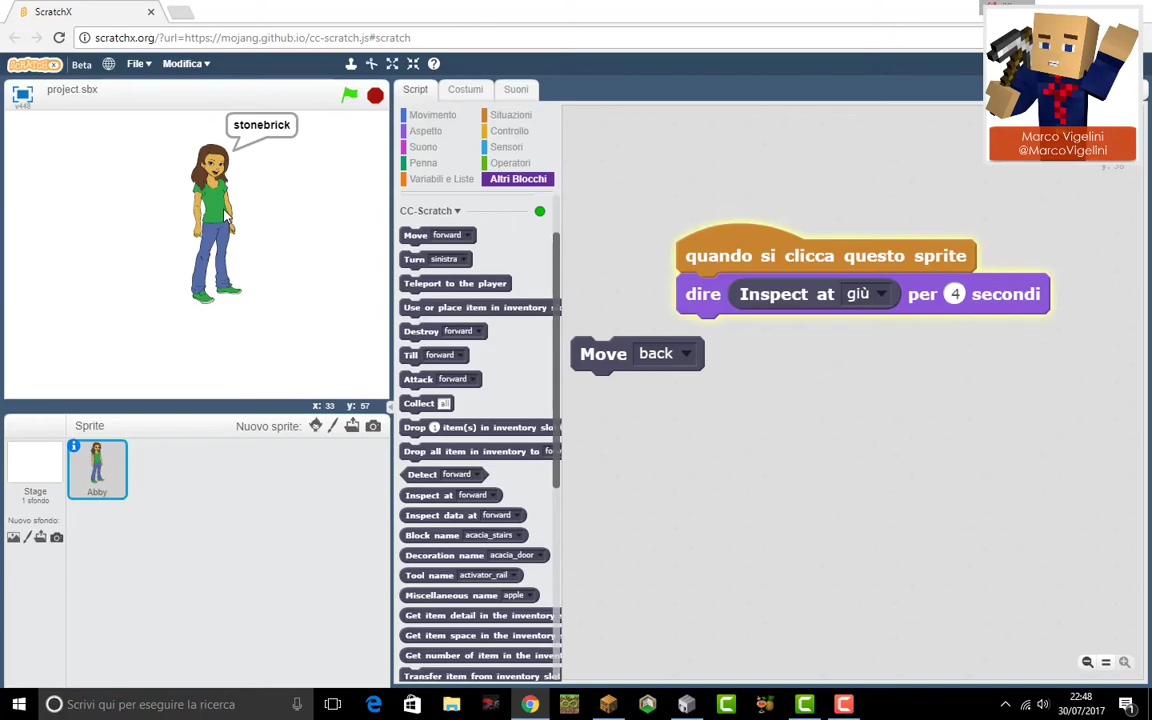 ScratchX
scratchx.org/?url=https://mojang.github.io/cc-scratch.js#scratch
Beta
File
Modifica
project sbx
v448
Script
Costumi
Suoni
stonebrick
Movimento
Situazioni
Aspetto
Controllo
Suono
Sensori
Penna
Operatori
Variabili e Liste
Altri Blocchi
CC-Scratch
Move forward
Turn sinistra
Teleport to the player
Use or place item in inventory
Destroy forward
Till forward
Attack forward
Collect all
Drop 1 item(s) in inventory
Drop all item in inventory to
Detect forward
Inspect at forward
Inspect data at forward
Block name acacia_stairs
Decoration name acacia_door
Tool name activator_rail
Miscellaneous name apple
Get item detail in the inventory
Get item space in the inventory
Get number of item in the
Transfer item from inventory
quando si clicca questo sprite
dire Inspect at giù per 4 secondi
Move back
Marco Vigelini
@MarcoVigelini
x: 33 y: 57
Sprite
Nuovo sprite:
Stage
1 sfondo
Nuovo sfondo:
Abby
Scrivi qui per eseguire la ricerca
22:48
30/07/2017